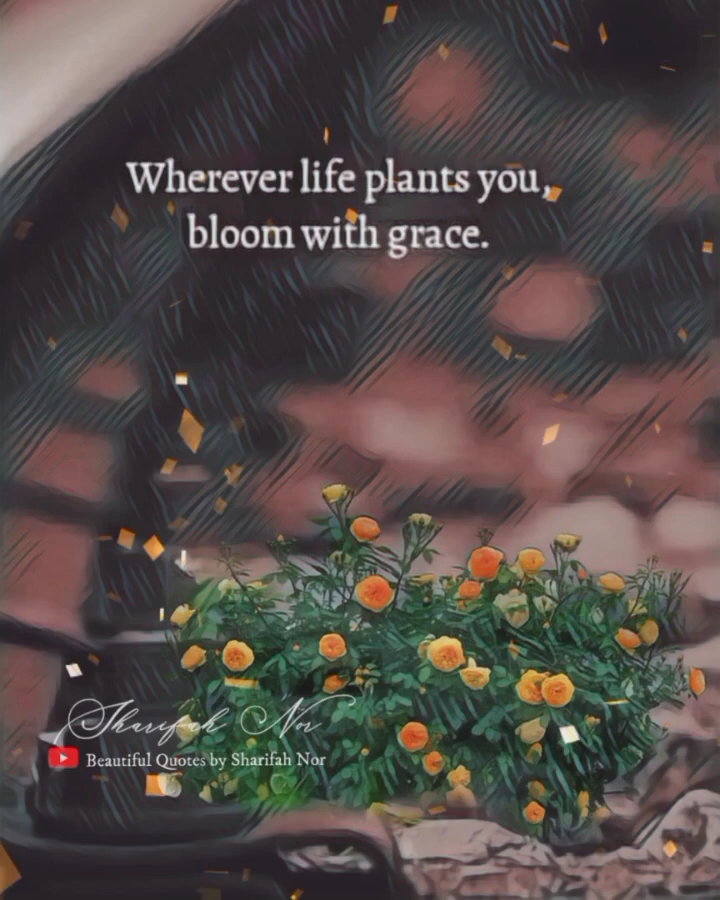 Wherever life plants you,
bloom with grace.
Sharifah Nor
Beautiful Quotes by Sharifah Nor